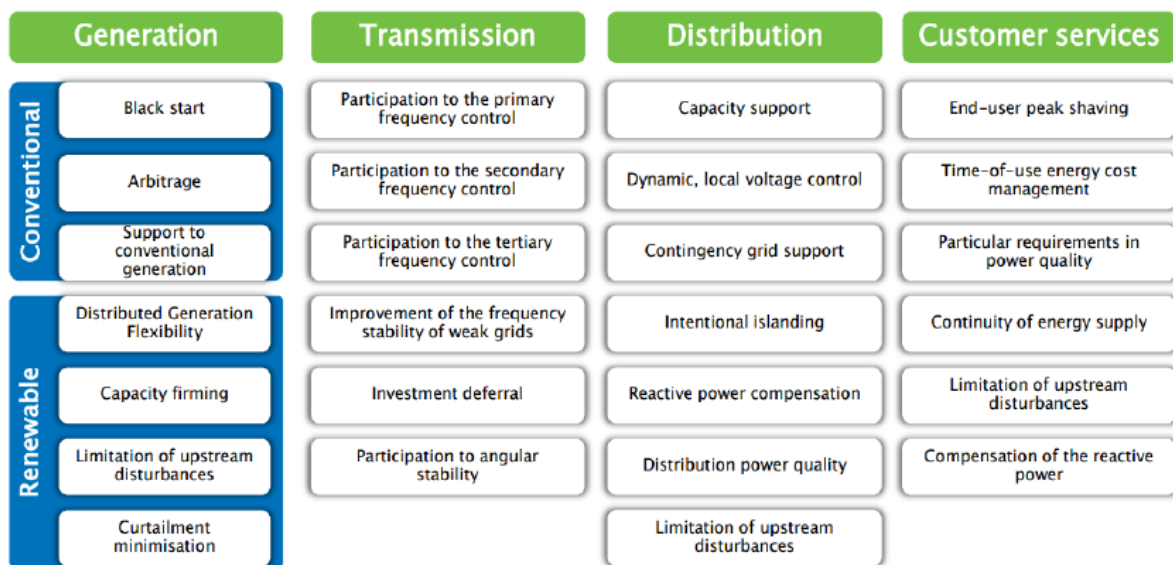 Generation
Transmission
Distribution
Customer services
Conventional
Black start
Participation to the primary
frequency control
Capacity support
End-user peak shaving
Arbitrage
Participation to the secondary
frequency control
Dynamic, local voltage control
Time-of-use energy cost
management
Support to
conventional
generation
Participation to the tertiary
frequency control
Contingency grid support
Particular requirements in
power quality
Renewable
Distributed Generation
Flexibility
Improvement of the frequency
stability of weak grids
Intentional islanding
Continuity of energy supply
Capacity firming
Investment deferral
Reactive power compensation
Limitation of upstream
disturbances
Limitation of upstream
disturbances
Participation to angular
stability
Distribution power quality
Compensation of the reactive
power
Curtailment
minimisation
Limitation of upstream
disturbances